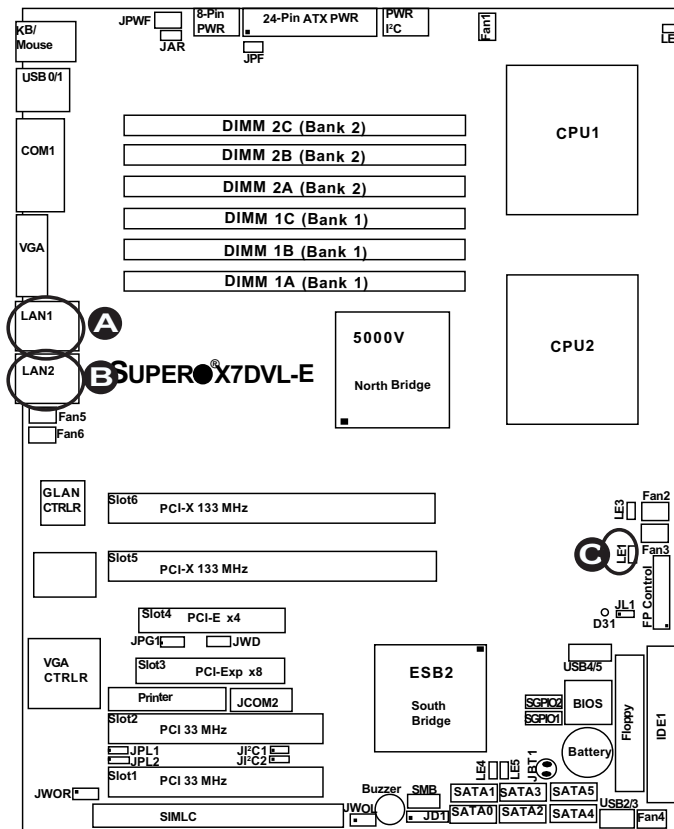 KB/
Mouse
JPWF
JAR
8-Pin
PWR
24-Pin ATX PWR
JPF
PWR
I²C
Fan1
LE
USB 0/1
COM1
VGA
DIMM 2C (Bank 2)
DIMM 2B (Bank 2)
DIMM 2A (Bank 2)
DIMM 1C (Bank 1)
DIMM 1B (Bank 1)
DIMM 1A (Bank 1)
CPU1
CPU2
LAN1
A
LAN2
B
SUPER●®X7DVL-E
5000V
North Bridge
Fan5
Fan6
GLAN
CTRLR
Slot6
PCI-X 133 MHz
Slot5
PCI-X 133 MHz
LE3
Fan2
C
LE1
Fan3
FP Control
JL1
D31
Slot4
PCI-E x4
JPG1
JWD
VGA
CTRLR
Slot3
PCI-Exp x8
Printer
JCOM2
ESB2
South
Bridge
USB4/5
SGPIO2
SGPIO1
BIOS
Floppy
IDE1
Slot2
PCI 33 MHz
JPL1
JPL2
JI²C1
JI²C2
Battery
Slot1
PCI 33 MHz
LE4
LE5
JBT1
JWOR
SIMLC
JWOL
Buzzer
SMB
JD1
SATA1
SATA3
SATA5
SATA0
SATA2
SATA4
USB2/3
Fan4